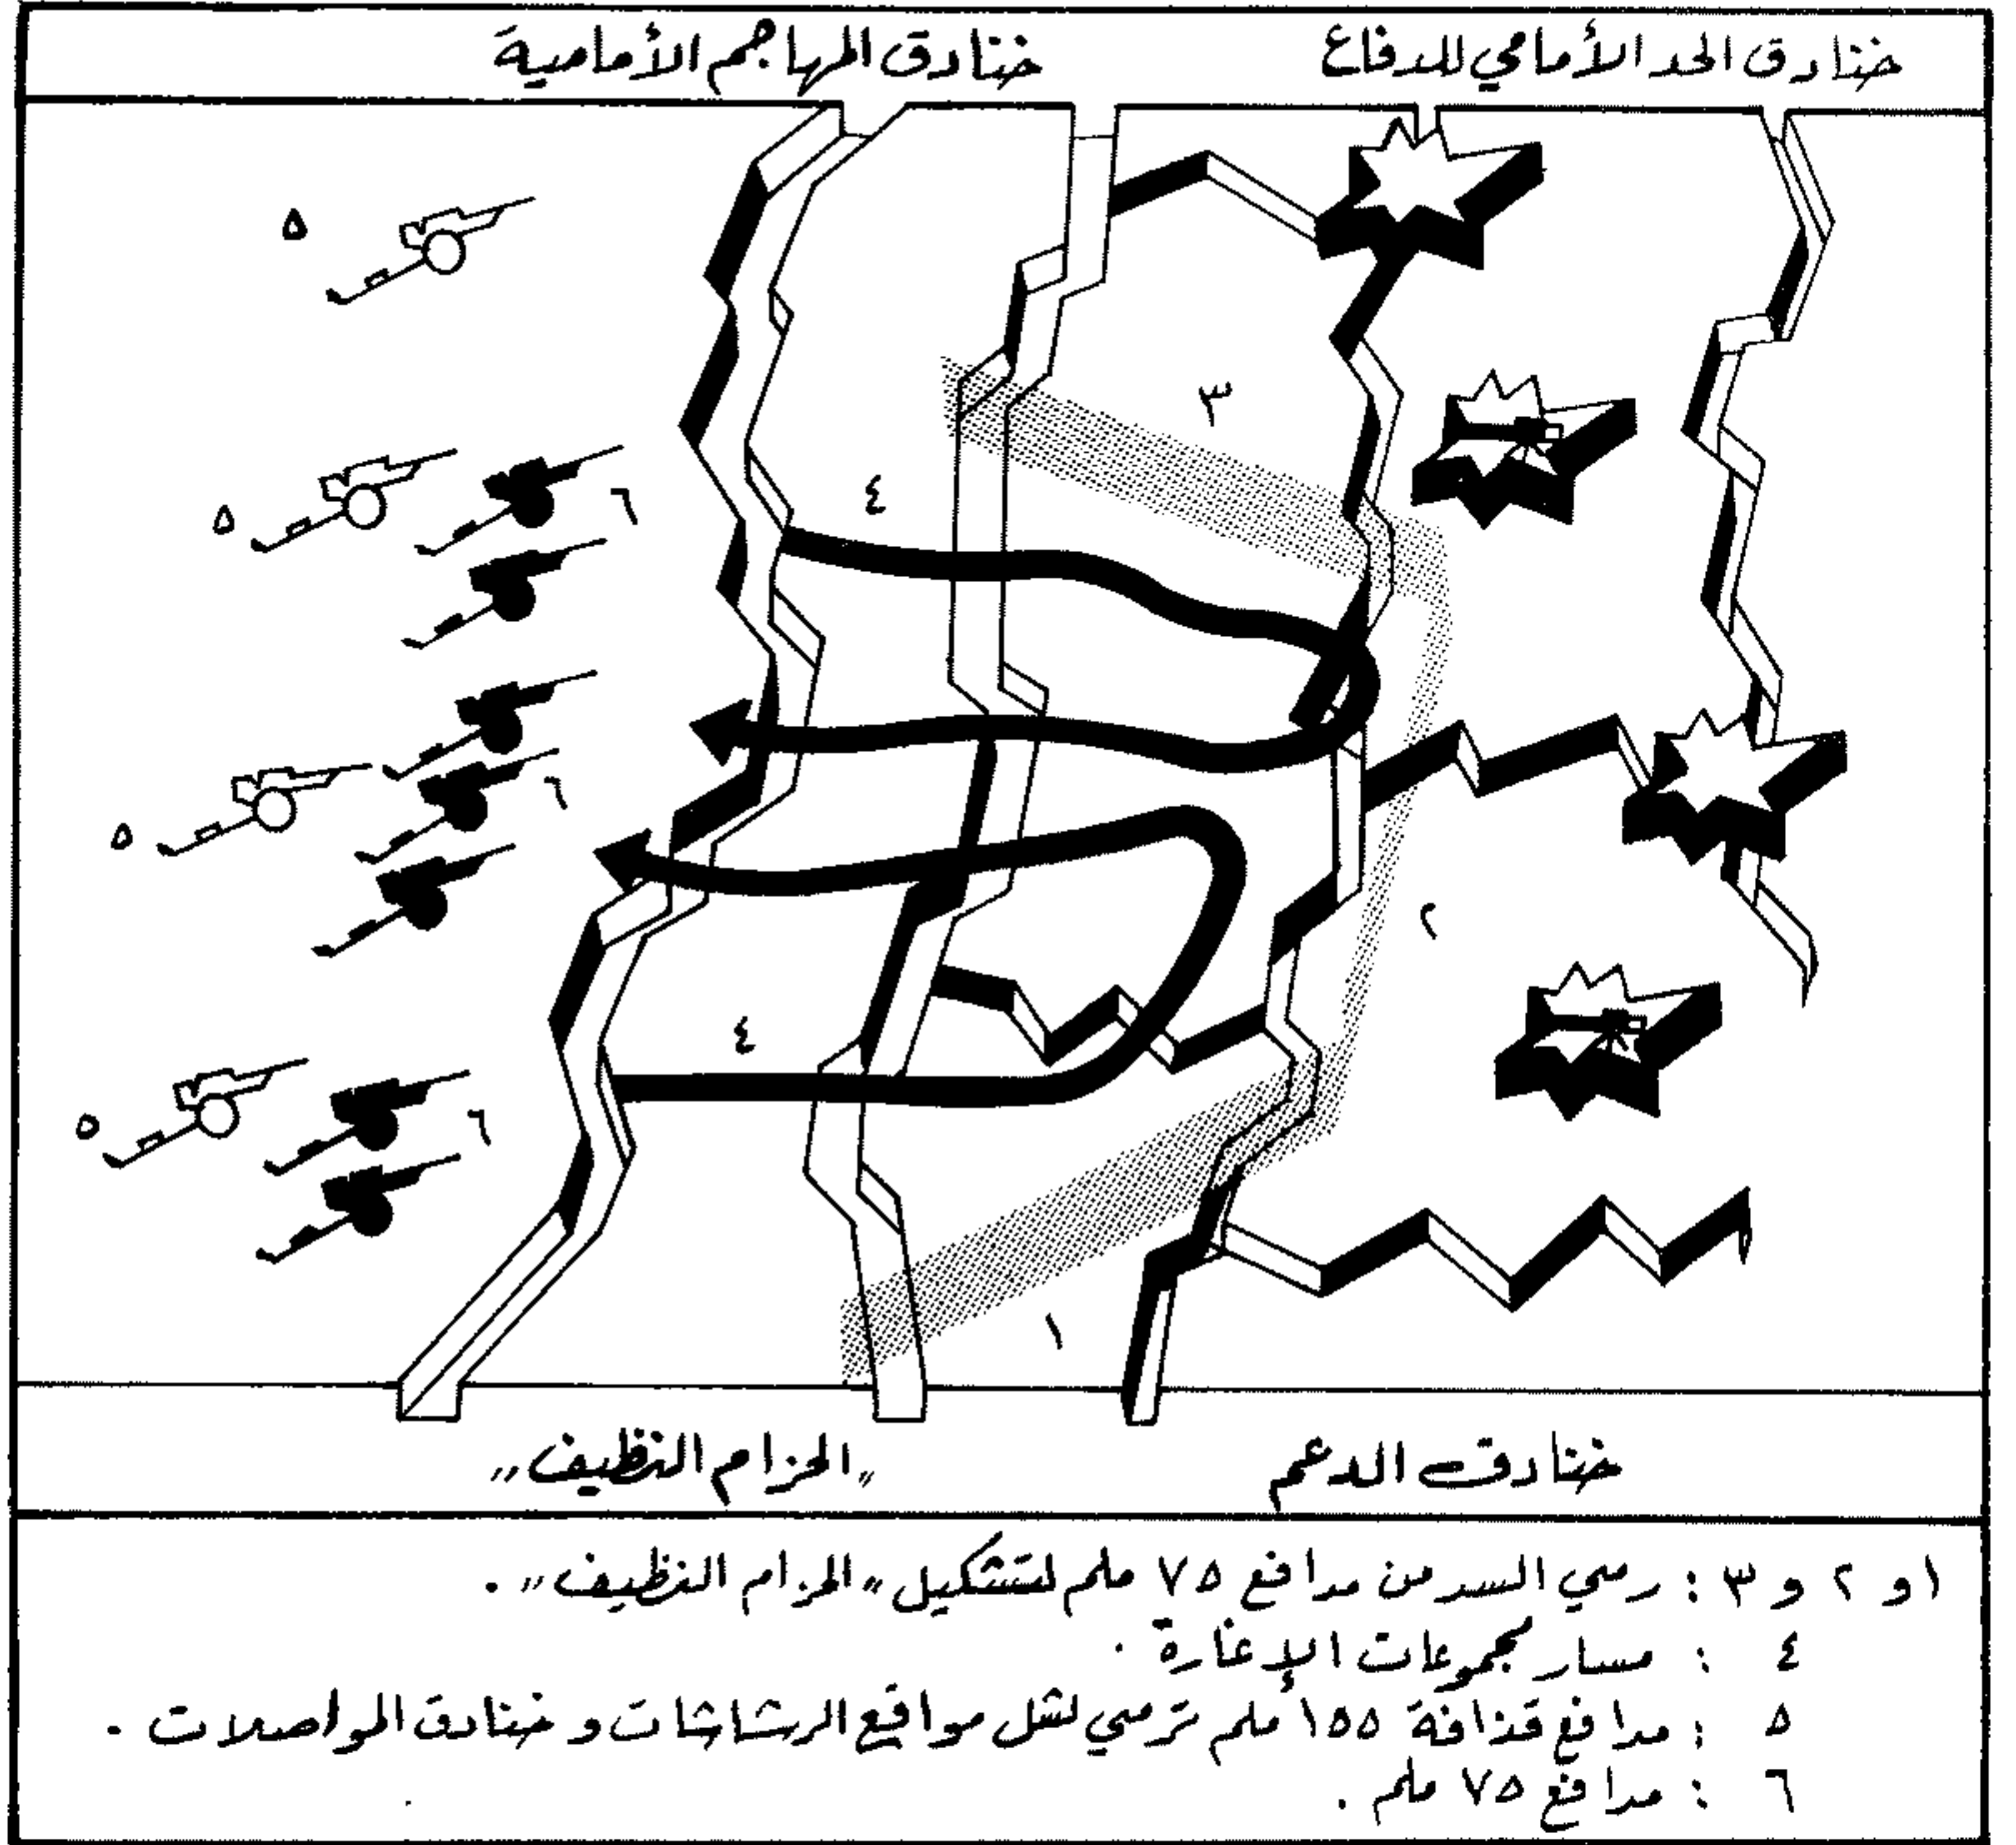 خنادق الحد الأمامي للدفاع
خنادق المهاجم الأمامية
٥
٣
٤
٥
٦
٦
٥
٢
٤
٥
٦
١
خنادق الدعم
„الحزام النظيف„
١ و ٢ و ٣ : رمي السد من مدافع ٧٥ ملم لتشكيل „الحزام النظيف„ .
٤ : مسار مجموعات الإغارة .
٥ : مدافع قذافة ١٥٥ ملم ترمي لشل مواقع الرشاشات و خنادق المواصلات .
٦ : مدافع ٧٥ ملم .